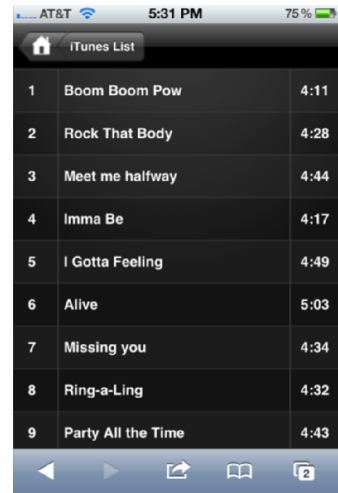 AT&T 5:31 PM 75%
iTunes List
1 Boom Boom Pow 4:11
2 Rock That Body 4:28
3 Meet me halfway 4:44
4 Imma Be 4:17
5 I Gotta Feeling 4:49
6 Alive 5:03
7 Missing you 4:34
8 Ring-a-Ling 4:32
9 Party All the Time 4:43
2